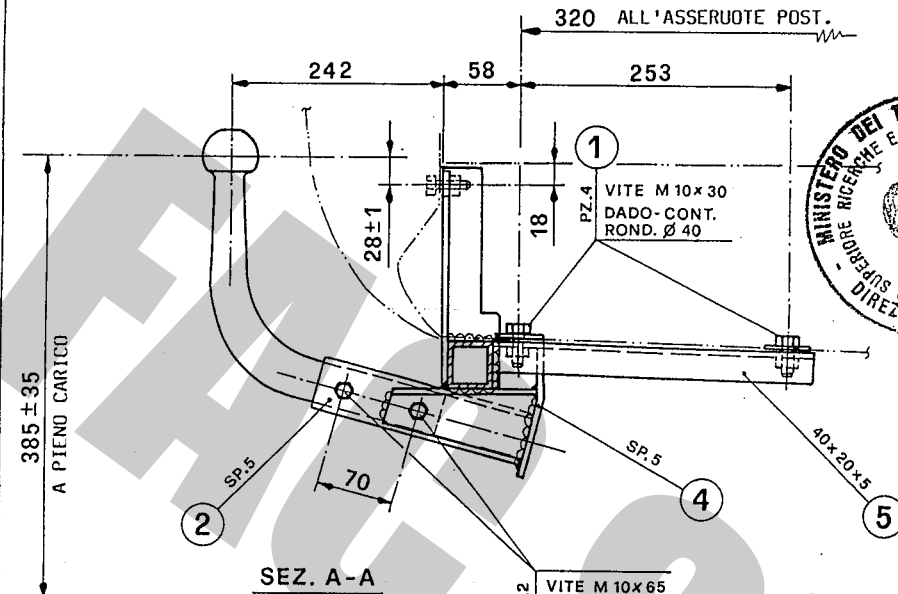 320 ALL'ASSERUOTE POST.
242
58
253
1
PZ.4
VITE M 10×30
DADO-CONT.
ROND. Ø 40
28±1
18
MINISTERO DEI
SUPERIORE RICERCHE E
DIREZ
385±35
A PIENO CARICO
SP.5
70
2
SP.5
4
40×20×5
5
SEZ. A-A
2
VITE M 10×65
FAC